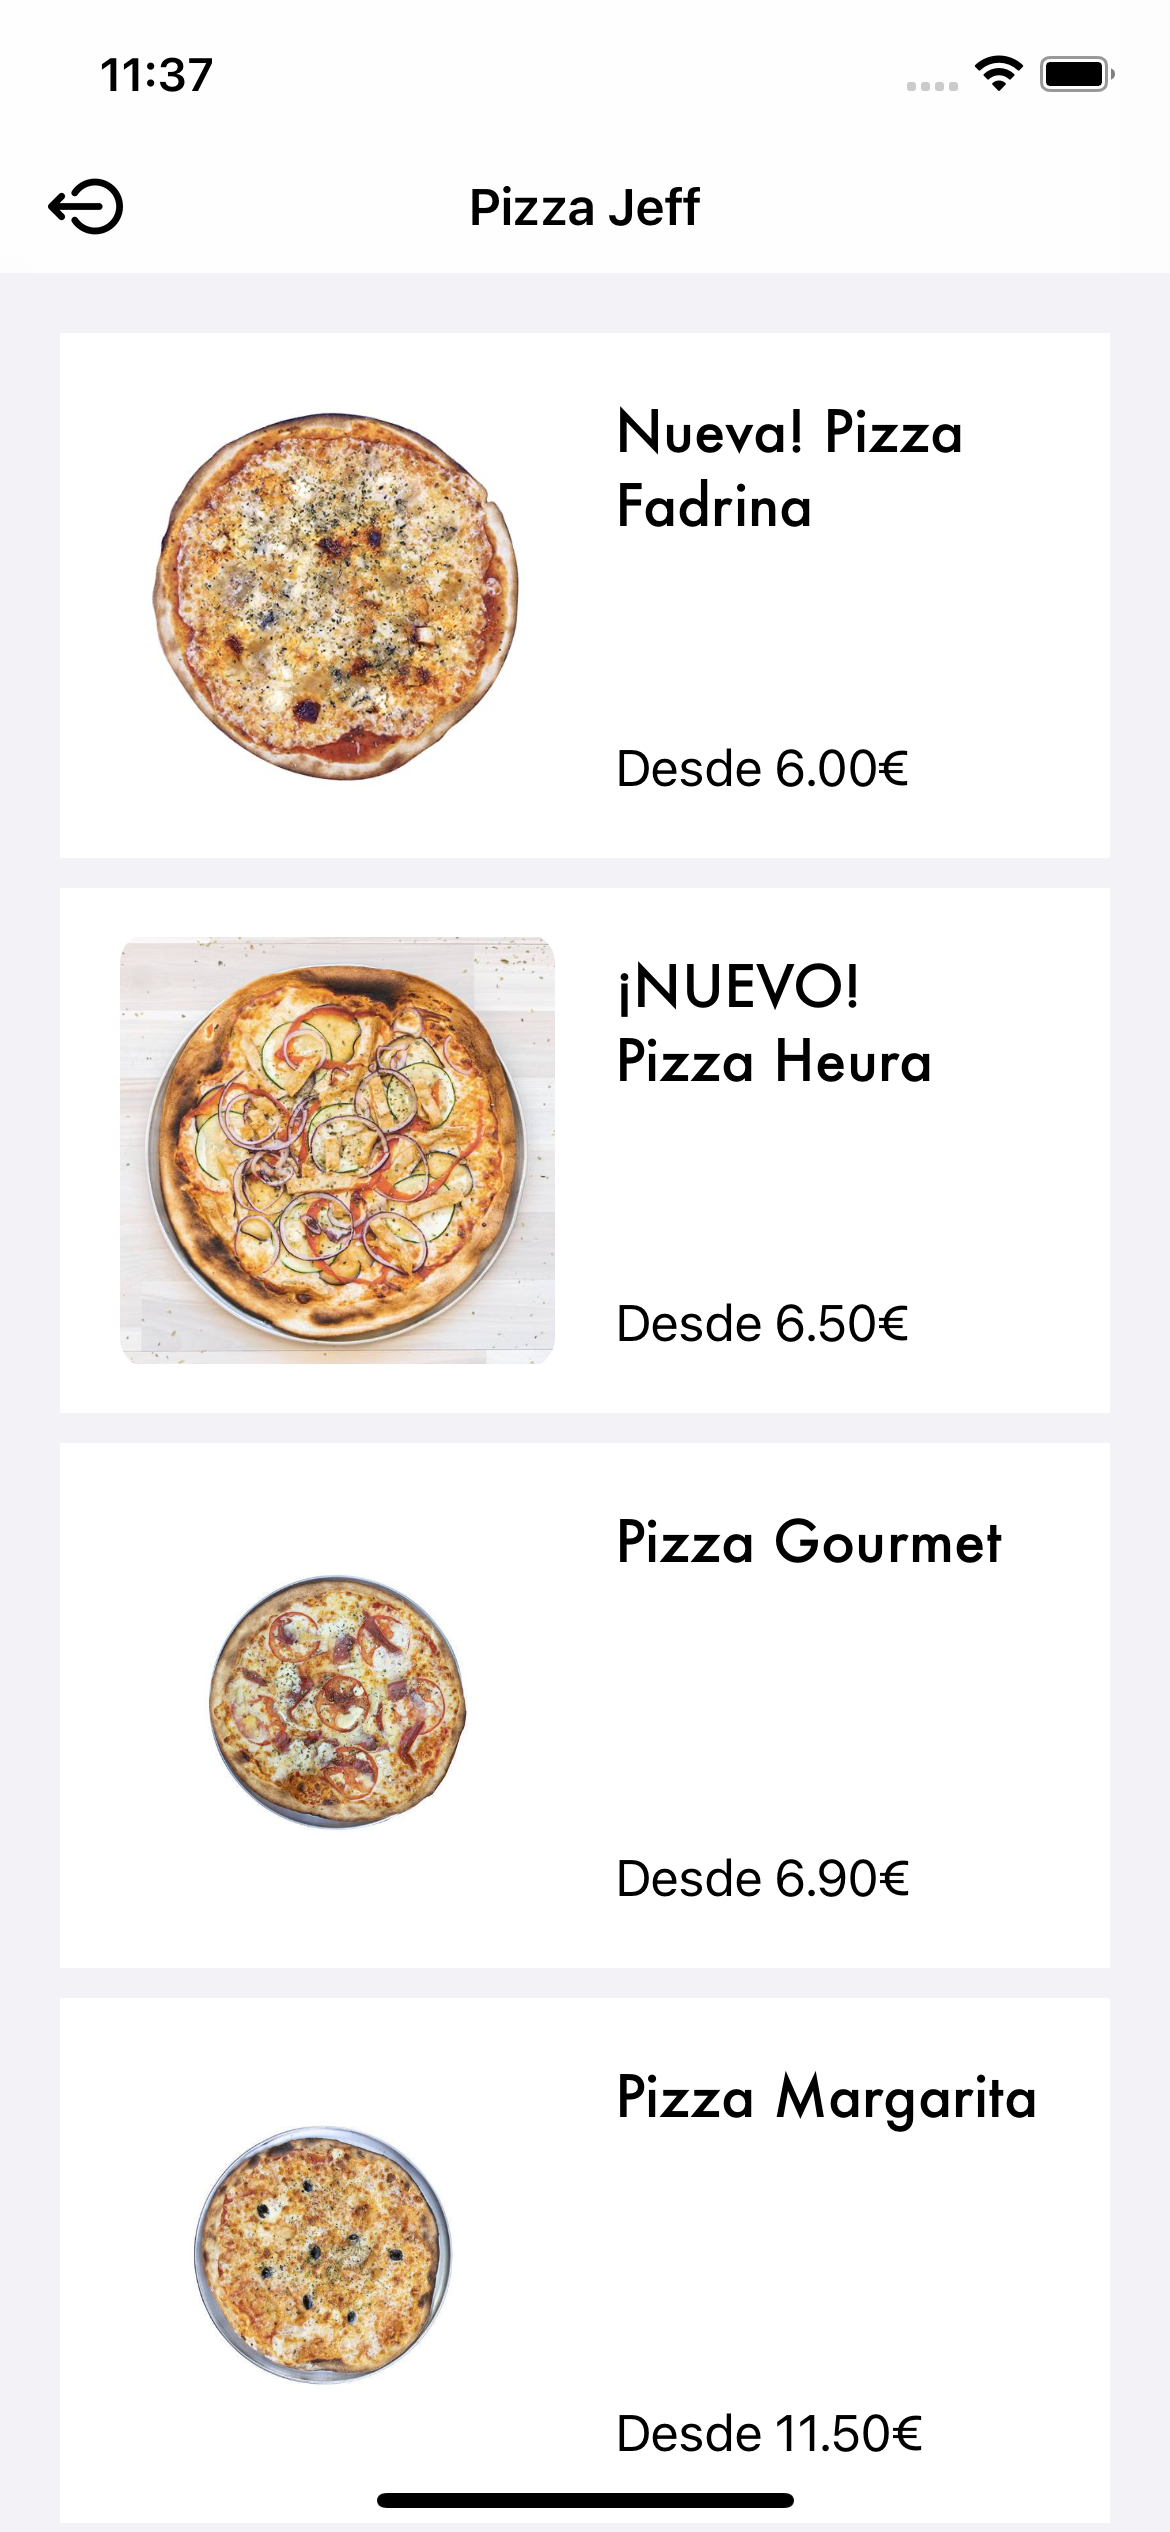 11:37
Pizza Jeff
Nueva! Pizza
Fadrina
Desde 6.00€
¡NUEVO!
Pizza Heura
Desde 6.50€
Pizza Gourmet
Desde 6.90€
Pizza Margarita
Desde 11.50€